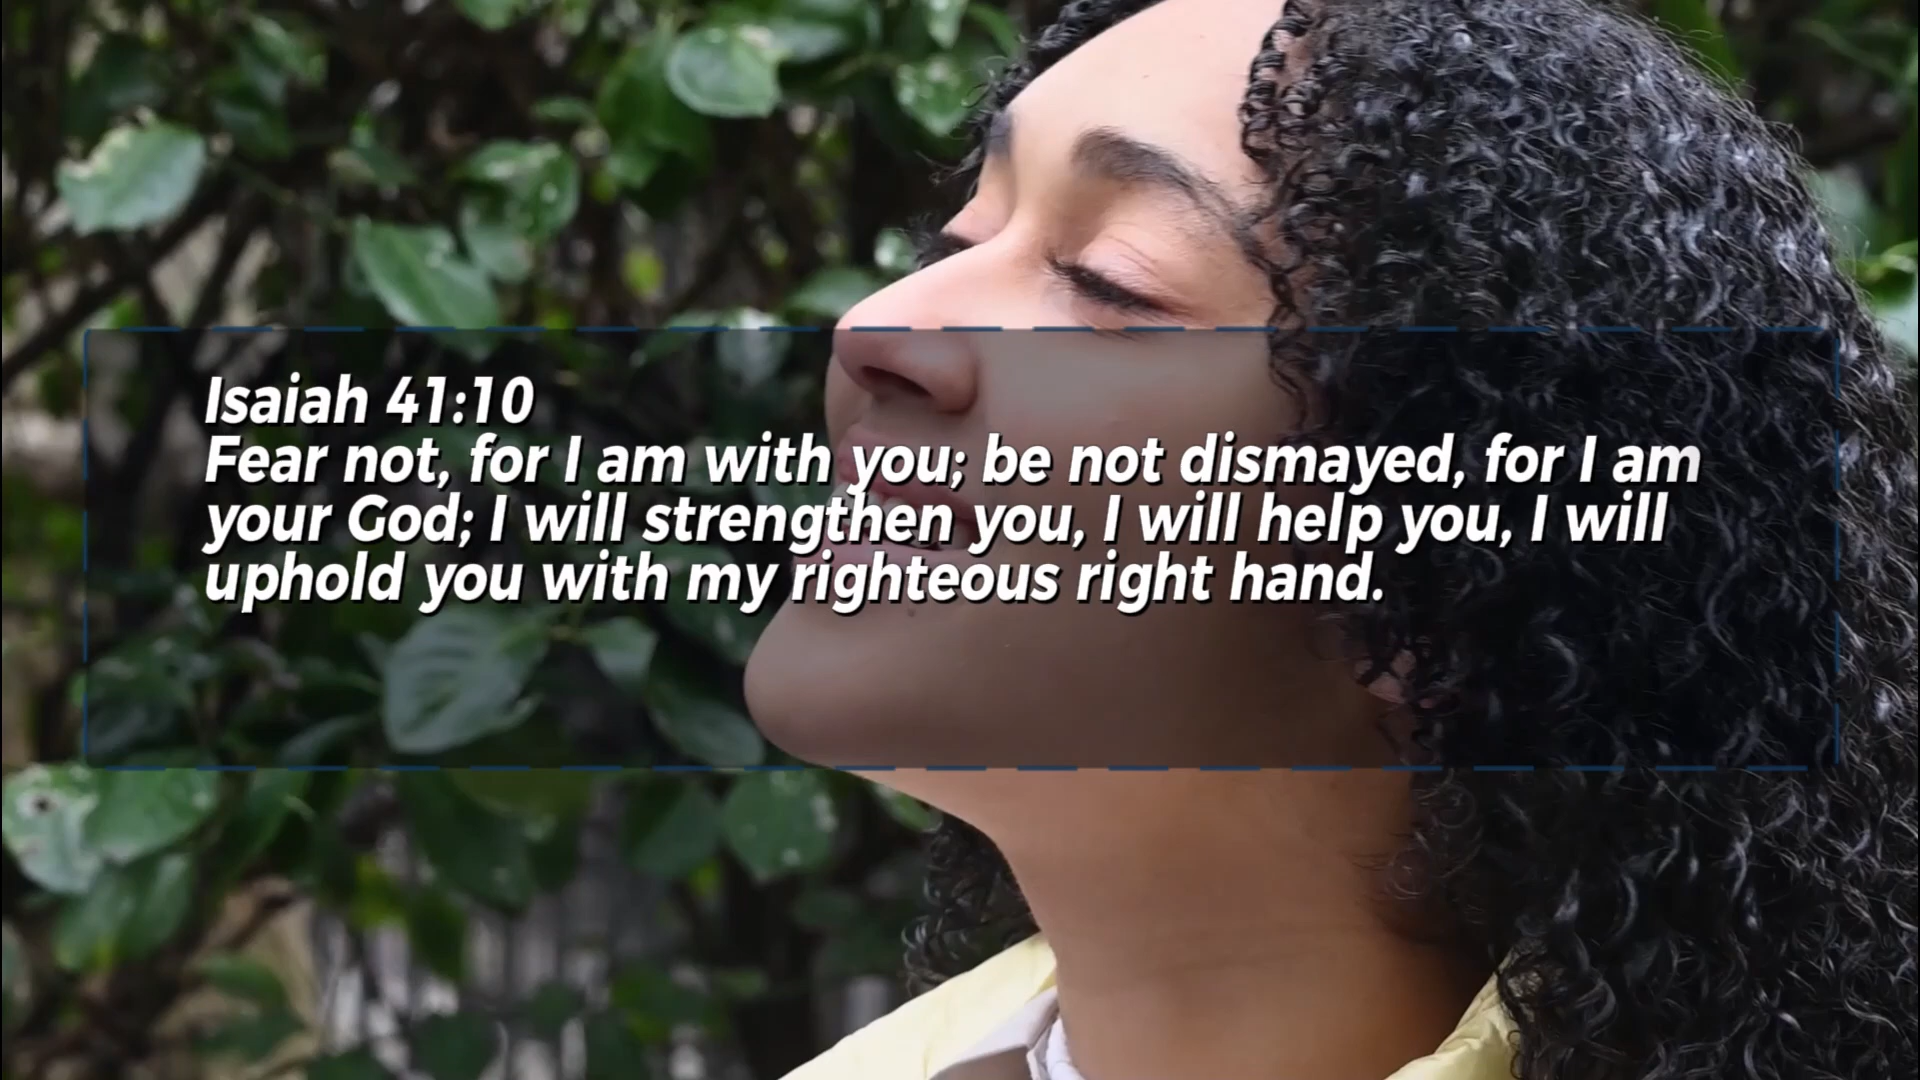 Isaiah 41:10
Fear not, for I am with you; be not dismayed, for I am
your God; I will strengthen you, I will help you, I will
uphold you with my righteous right hand.